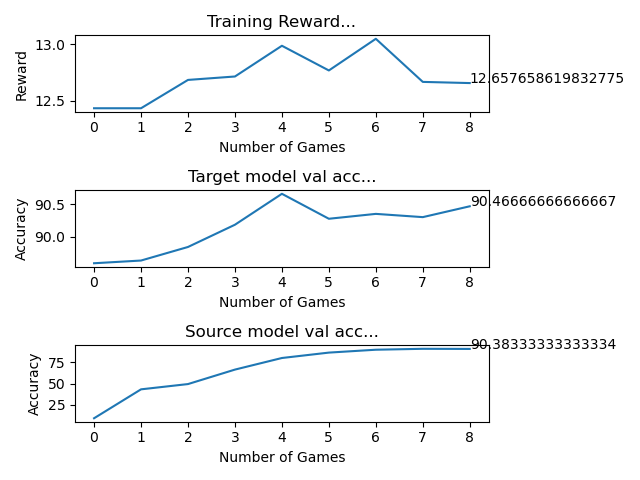 Training Reward...
13.0
12.5
Reward
12.657658619832775
0 1 2 3 4 5 6 7 8
Number of Games
Target model val acc...
90.5
90.0
Accuracy
90.46666666666667
0 1 2 3 4 5 6 7 8
Number of Games
Source model val acc...
75
50
25
Accuracy
90.38333333333334
0 1 2 3 4 5 6 7 8
Number of Games